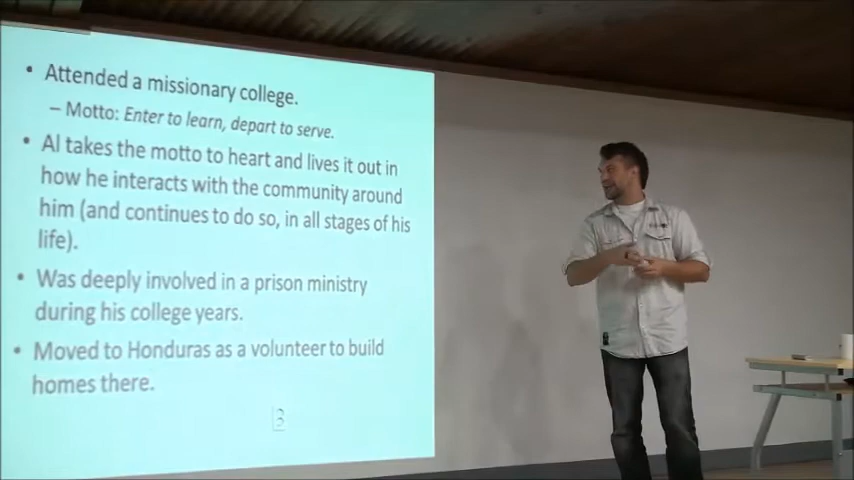 • Attended a missionary college.
– Motto: Enter to learn, depart to serve.
• Al takes the motto to heart and lives it out in
how he interacts with the community around
him (and continues to do so, in all stages of his
life).
• Was deeply involved in a prison ministry
during his college years.
• Moved to Honduras as a volunteer to build
homes there
3